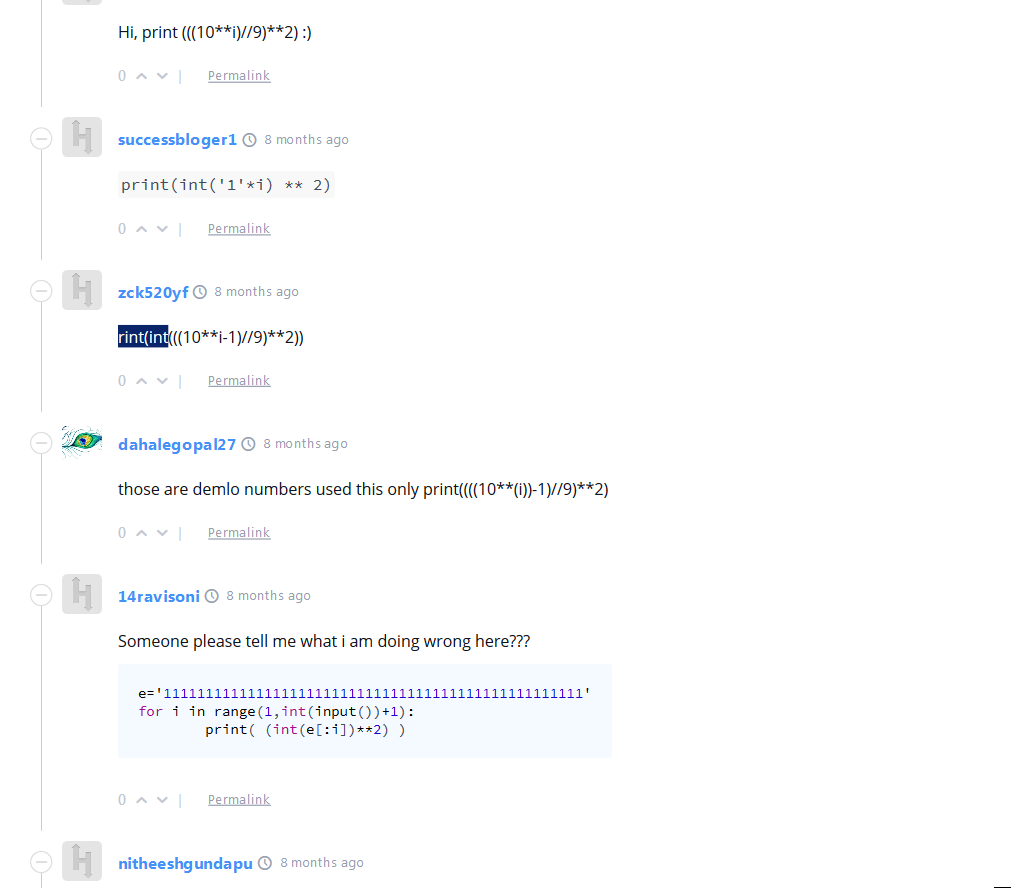 Hi, print (((10**i)//9)**2) :)
0 | Permalink
successbloger1 8 months ago
print(int('1'*i) ** 2)
0 | Permalink
zck520yf 8 months ago
rint(int(((10**i-1)//9)**2))
0 | Permalink
dahalegopal27 8 months ago
those are demlo numbers used this only print((((10**(i))-1)//9)**2)
0 | Permalink
14ravisoni 8 months ago
Someone please tell me what i am doing wrong here???
e='11111111111111111111111111111111111111111111111111'
for i in range(1,int(input())+1):
print( (int(e[:i])**2) )
0 | Permalink
nitheeshgundapu 8 months ago